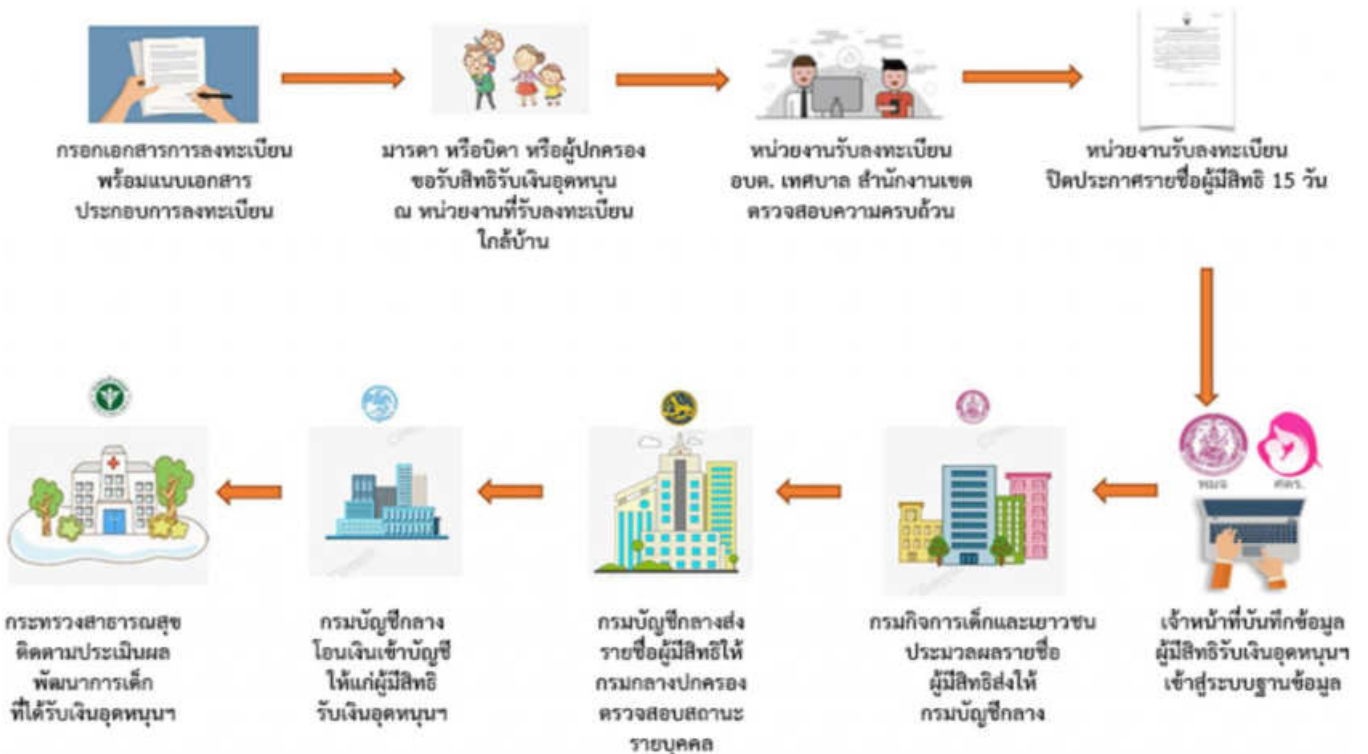 กรอกเอกสารการลงทะเบียน
พร้อมแนบเอกสาร
ประกอบการลงทะเบียน
มารดา หรือบิดา หรือผู้ปกครอง
ขอรับสิทธิรับเงินอุดหนุน
ณ หน่วยงานที่รับลงทะเบียน
ใกล้บ้าน
หน่วยงานรับลงทะเบียน
อบต. เทศบาล สำนักงานเขต
ตรวจสอบความครบถ้วน
หน่วยงานรับลงทะเบียน
ปิดประกาศรายชื่อผู้มีสิทธิ 15 วัน
เจ้าหน้าที่บันทึกข้อมูล
ผู้มีสิทธิรับเงินอุดหนุนฯ
เข้าสู่ระบบฐานข้อมูล
กรมกิจการเด็กและเยาวชน
ประมวลผลรายชื่อ
ผู้มีสิทธิส่งให้
กรมบัญชีกลาง
กรมบัญชีกลางส่ง
รายชื่อผู้มีสิทธิให้
กรมกลางปกครอง
ตรวจสอบสถานะ
รายบุคคล
กรมบัญชีกลาง
โอนเงินเข้าบัญชี
ให้แก่ผู้มีสิทธิ
รับเงินอุดหนุนฯ
กระทรวงสาธารณสุข
ติดตามประเมินผล
พัฒนาการเด็ก
ที่ได้รับเงินอุดหนุนฯ